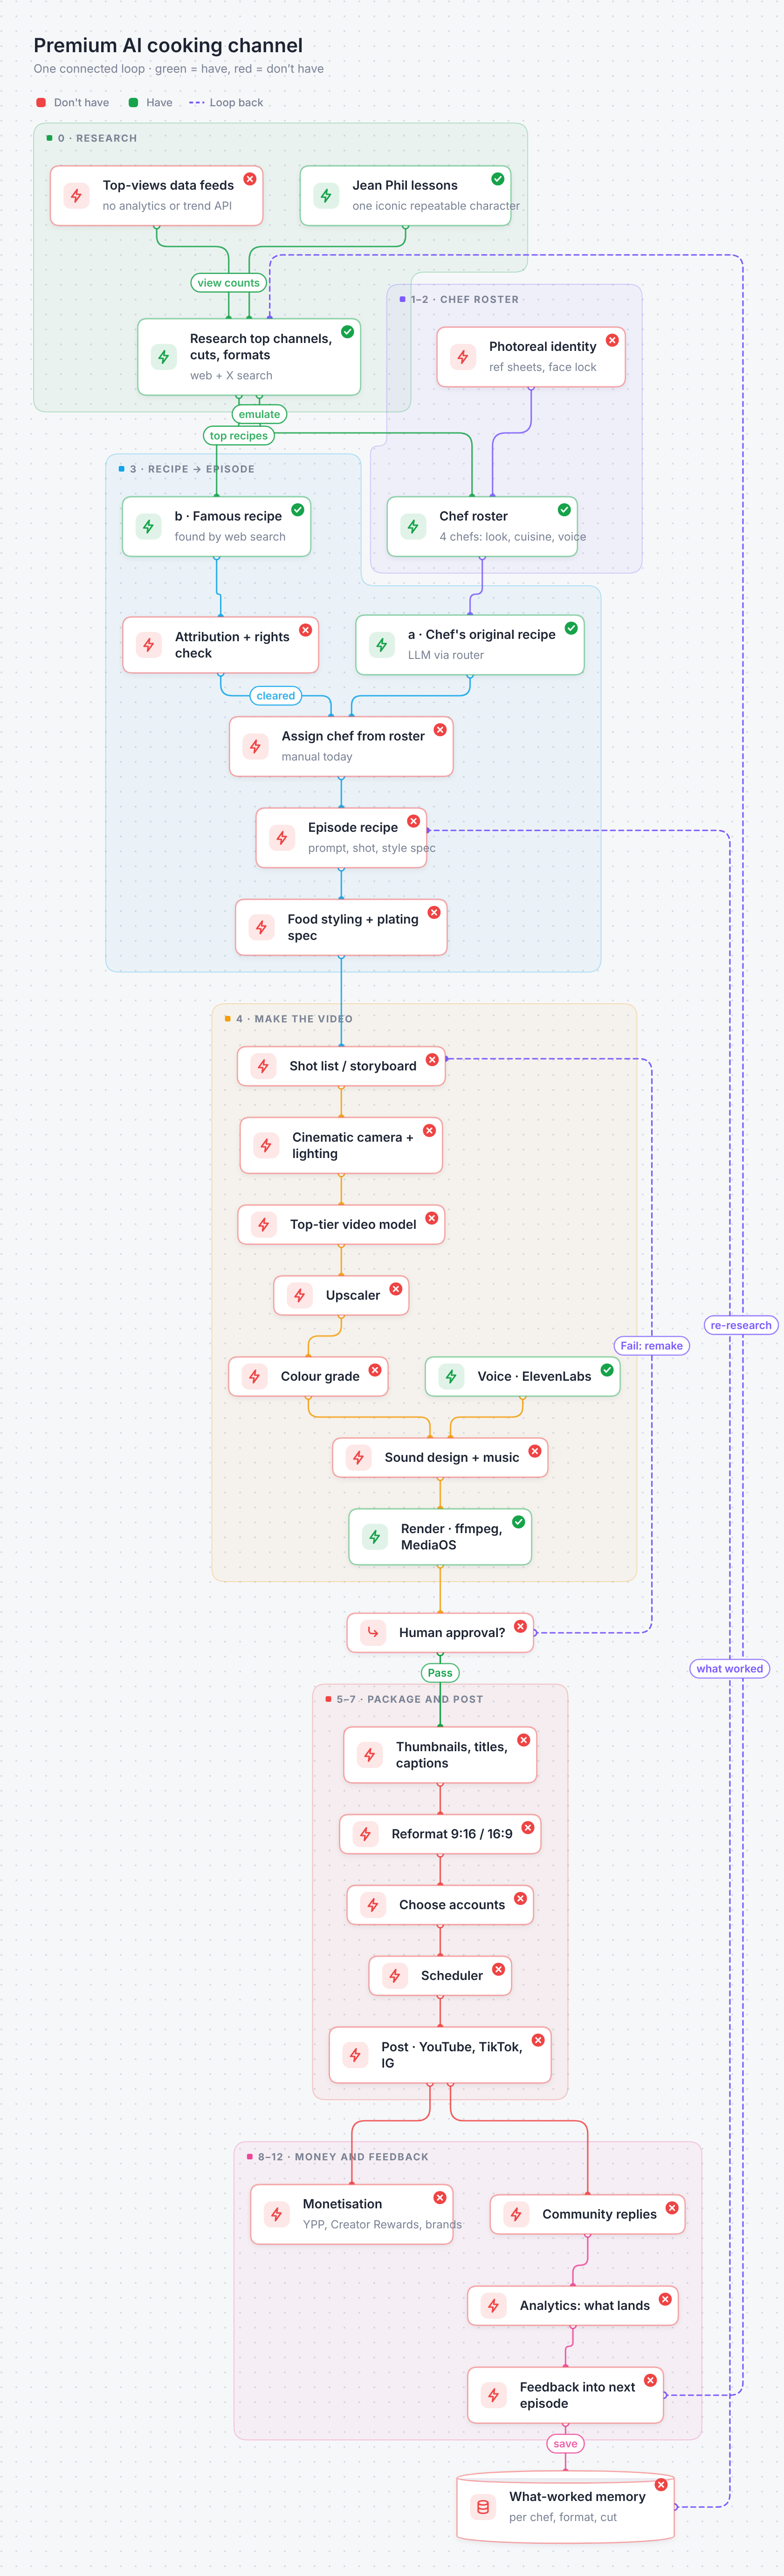 Premium AI cooking channel
One connected loop · green = have, red = don't have
Don't have
Have
Loop back
0 · RESEARCH
Top-views data feeds
no analytics or trend API
Jean Phil lessons
one iconic repeatable character
view counts
1–2 · CHEF ROSTER
Research top channels,
cuts, formats
web + X search
Photoreal identity
ref sheets, face lock
emulate
top recipes
3 · RECIPE → EPISODE
b · Famous recipe
found by web search
Chef roster
4 chefs: look, cuisine, voice
Attribution + rights
check
a · Chef's original recipe
LLM via router
cleared
Assign chef from roster
manual today
Episode recipe
prompt, shot, style spec
Food styling + plating
spec
4 · MAKE THE VIDEO
Shot list / storyboard
Cinematic camera +
lighting
Top-tier video model
Upscaler
re-research
Fail: remake
Colour grade
Voice · ElevenLabs
Sound design + music
Render · ffmpeg,
MediaOS
Human approval?
what worked
Pass
5–7 · PACKAGE AND POST
Thumbnails, titles,
captions
Reformat 9:16 / 16:9
Choose accounts
Scheduler
Post · YouTube, TikTok,
IG
8–12 · MONEY AND FEEDBACK
Monetisation
YPP, Creator Rewards, brands
Community replies
Analytics: what lands
Feedback into next
episode
save
What-worked memory
per chef, format, cut